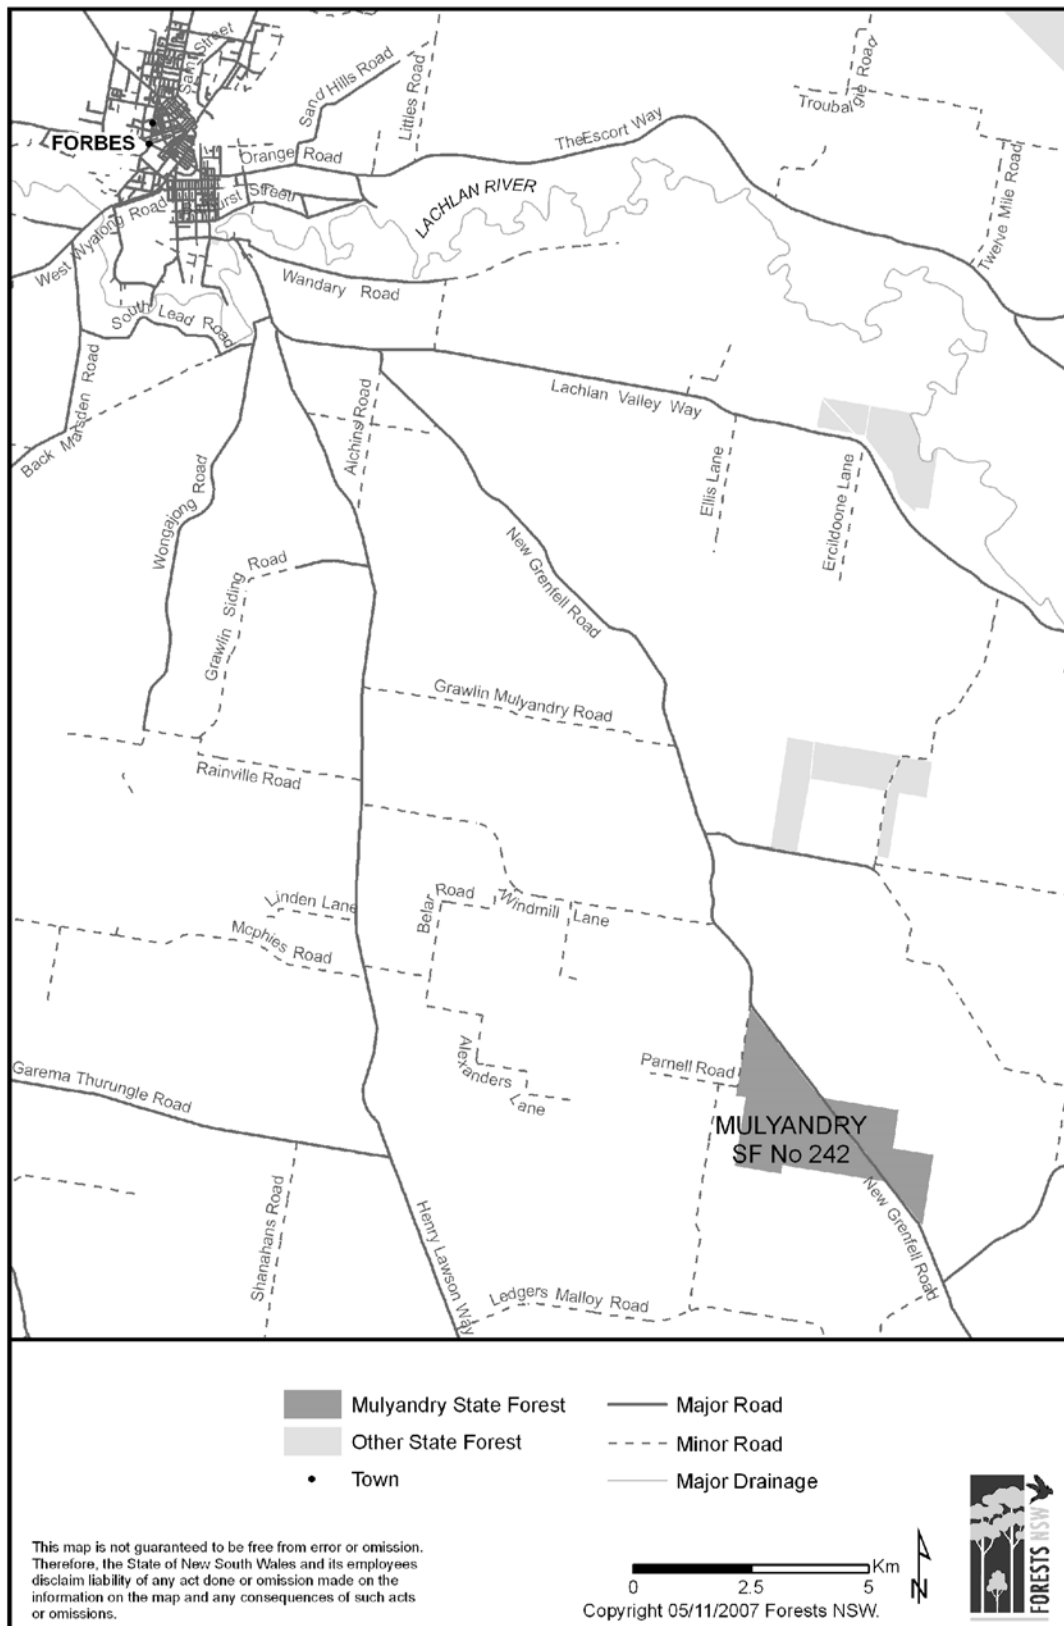 Sam Street
Sand Hills Road
Littles Road
Troubalgie Road
FORBES
Orange Road
TheEscort Way
Twelve Mile Road
urst Street
LACHLAN RIVER
West Wyalong Road
Wandary Road
South Lead Road
Back Marsden Road
Aichins Road
Lachlan Valley Way
Wongajong Road
Ellis Lane
Ercildoone Lane
Grawlin Siding Road
New Grenfell Road
Grawlin Mulyandry Road
Rainville Road
Linden Lane
Belar Road
Windmill Lane
Mcphies Road
Garema Thurungle Road
Alexanders Lane
Parnell Road
MULYANDRY
SF No 242
Shanahans Road
Henry Lawson Way
New Grenfell Road
Ledgers Malloy Road
Mulyandry State Forest
Major Road
Other State Forest
Minor Road
Town
Major Drainage
This map is not guaranteed to be free from error or omission.
Therefore, the State of New South Wales and its employees
disclaim liability of any act done or omission made on the
information on the map and any consequences of such acts
or omissions.
Km
0 2.5 5
Copyright 05/11/2007 Forests NSW.
N
FORESTS NSW